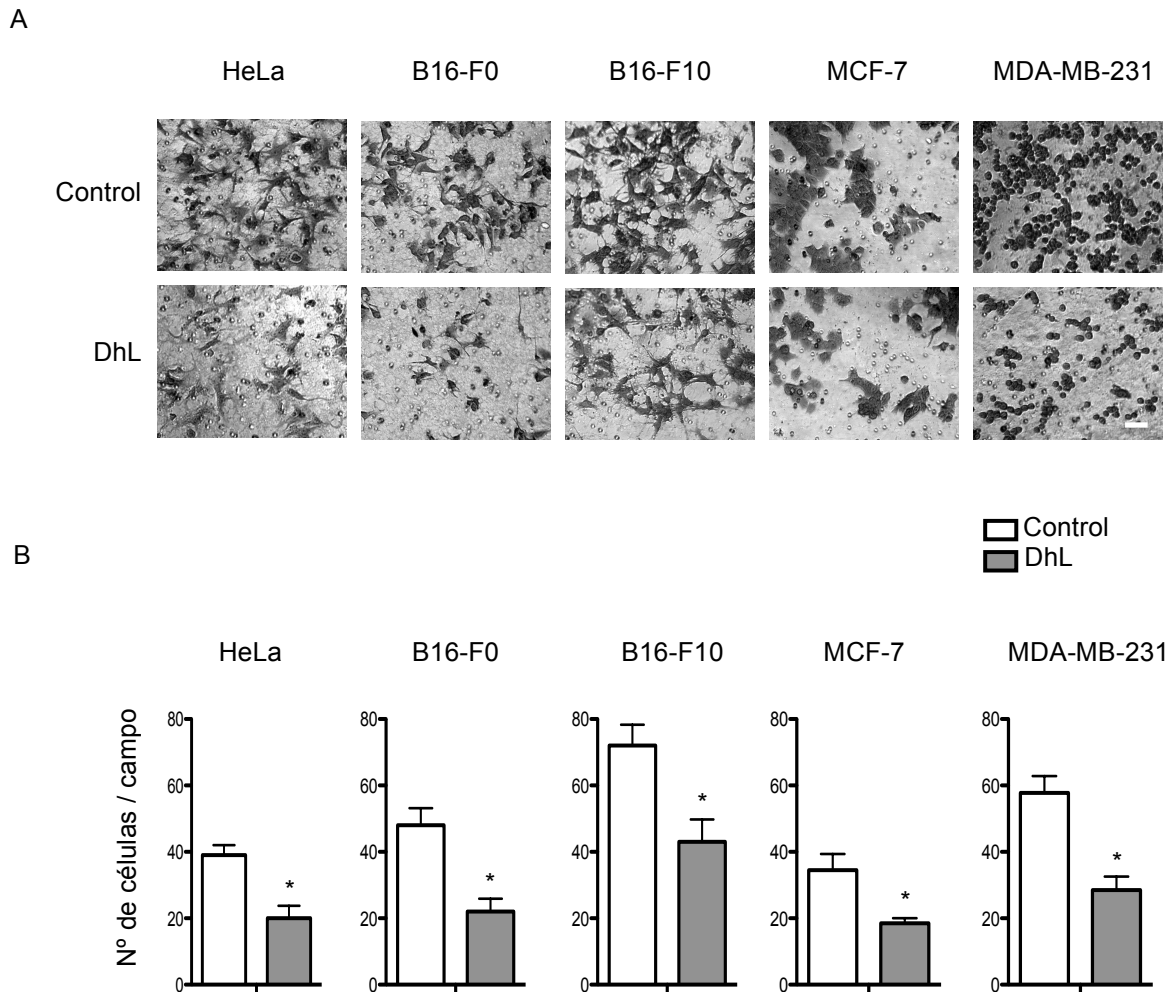 A
HeLa B16-F0 B16-F10 MCF-7 MDA-MB-231
Control
DhL
Control
DhL
B
HeLa B16-F0 B16-F10 MCF-7 MDA-MB-231
Nº de células / campo
80 80 80 80 80
60 60 60 60 60
40 40 40 40 40
20 20 20 20 20
0 0 0 0 0
* * * * *